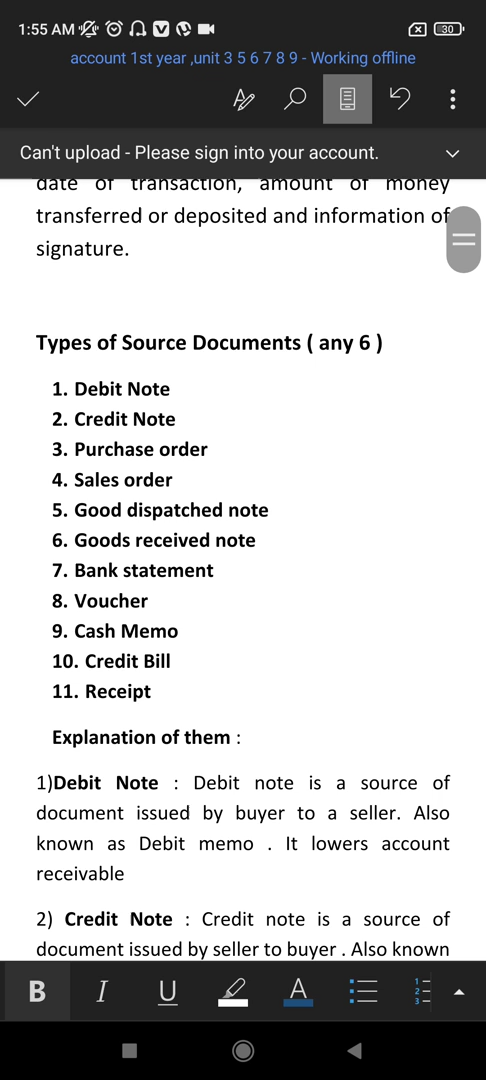 1:55 AM
30
account 1st year ,unit 3 5 6 7 8 9 - Working offline
Can't upload - Please sign into your account.
date of transaction, amount of money
transferred or deposited and information of
signature.
Types of Source Documents ( any 6 )
1. Debit Note
2. Credit Note
3. Purchase order
4. Sales order
5. Good dispatched note
6. Goods received note
7. Bank statement
8. Voucher
9. Cash Memo
10. Credit Bill
11. Receipt
Explanation of them :
1)Debit Note : Debit note is a source of
document issued by buyer to a seller. Also
known as Debit memo . It lowers account
receivable
2) Credit Note : Credit note is a source of
document issued by seller to buyer . Also known
B I U A